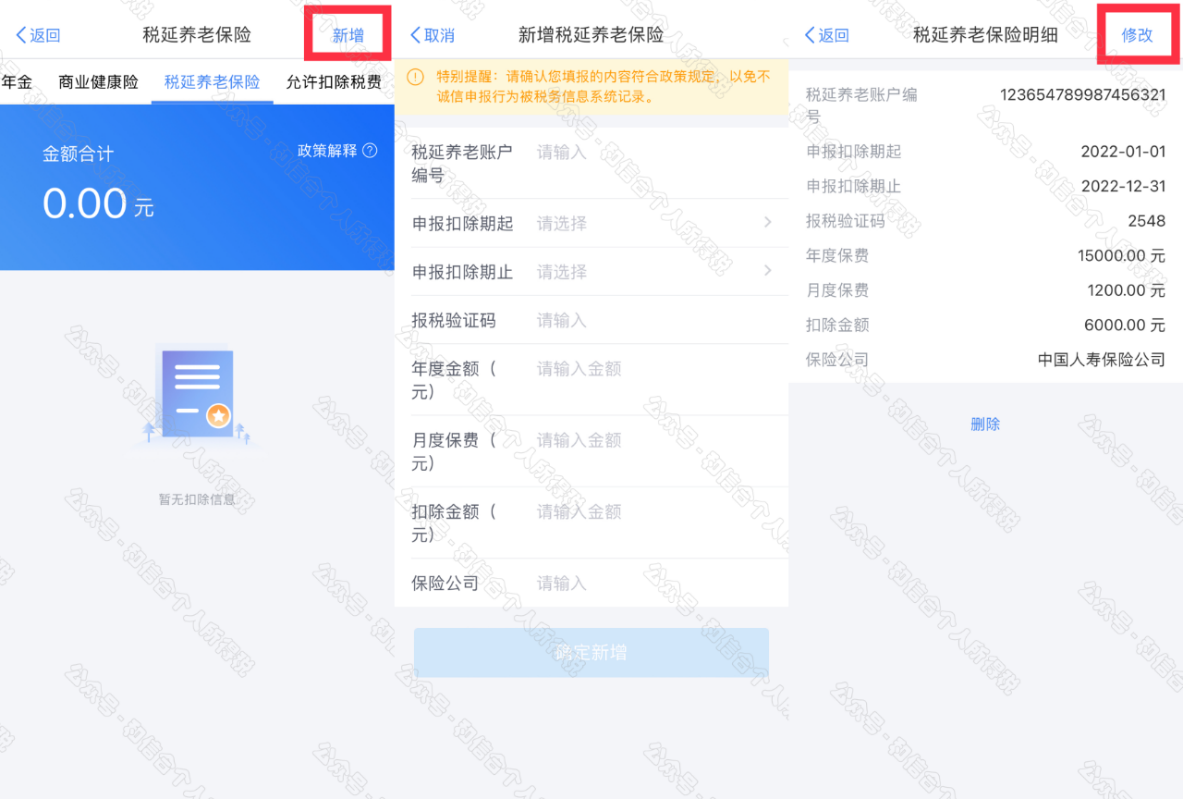 返回
税延养老保险
新增
年金
商业健康险
税延养老保险
允许扣除税费
金额合计
政策解释
?
0.00 元
暂无扣除信息
取消
新增税延养老保险
特别提醒：请确认您填报的内容符合政策规定，以免不
诚信申报行为被税务信息系统记录。
税延养老账户
编号
请输入
申报扣除期起
请选择
申报扣除期止
请选择
报税验证码
请输入
年度金额（
元）
请输入金额
月度保费（
元）
请输入金额
扣除金额（
元）
请输入金额
保险公司
请输入
确定新增
返回
税延养老保险明细
修改
税延养老账户编
号
123654789987456321
申报扣除期起
2022-01-01
申报扣除期止
2022-12-31
报税验证码
2548
年度保费
15000.00 元
月度保费
1200.00 元
扣除金额
6000.00 元
保险公司
中国人寿保险公司
删除